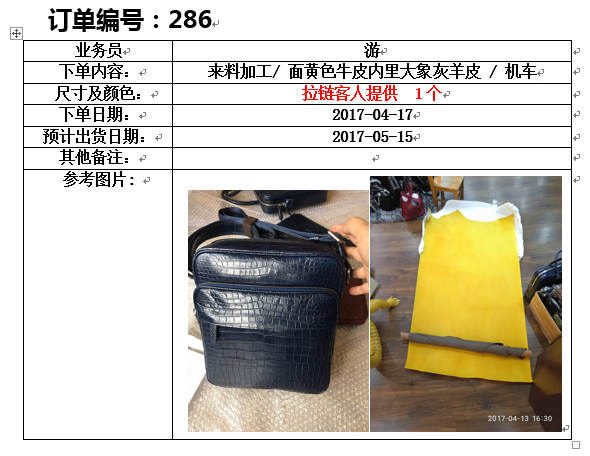 订单编号：286
业务员 游
下单内容： 来料加工/ 面黄色牛皮内里大象灰羊皮 / 机车
尺寸及颜色： 拉链客人提供 1个
下单日期： 2017-04-17
预计出货日期： 2017-05-15
其他备注：
参考图片：
2017-04-13 16:30